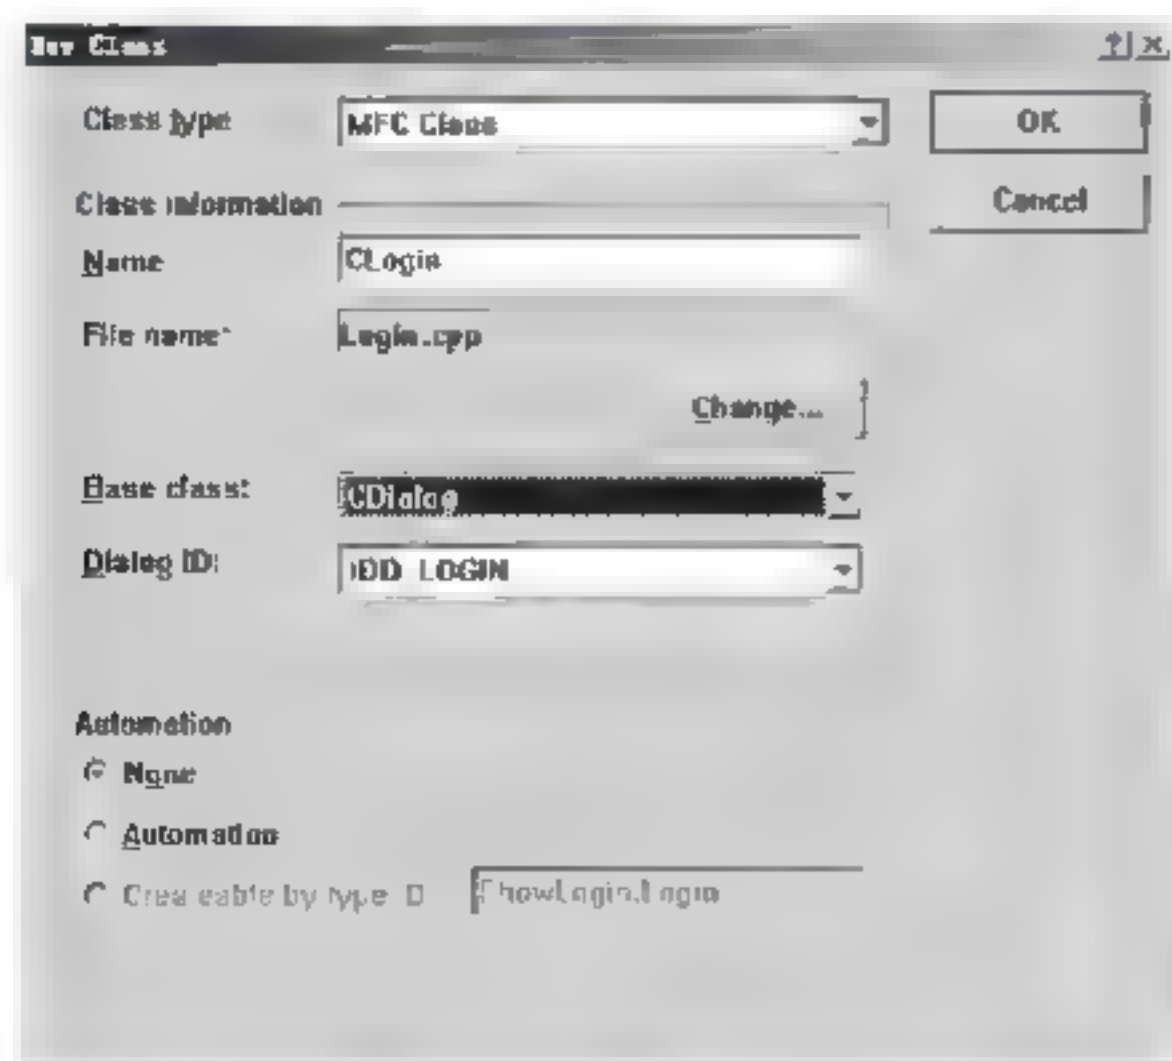 New Class
Class type
MFC Class
OK
Class information
Cancel
Name
CLogin
File name:
Login.cpp
Change...
Base class:
CDialog
Dialog ID:
IDD_LOGIN
Automation
None
Automation
Createable by type ID
ShowLogin.Login